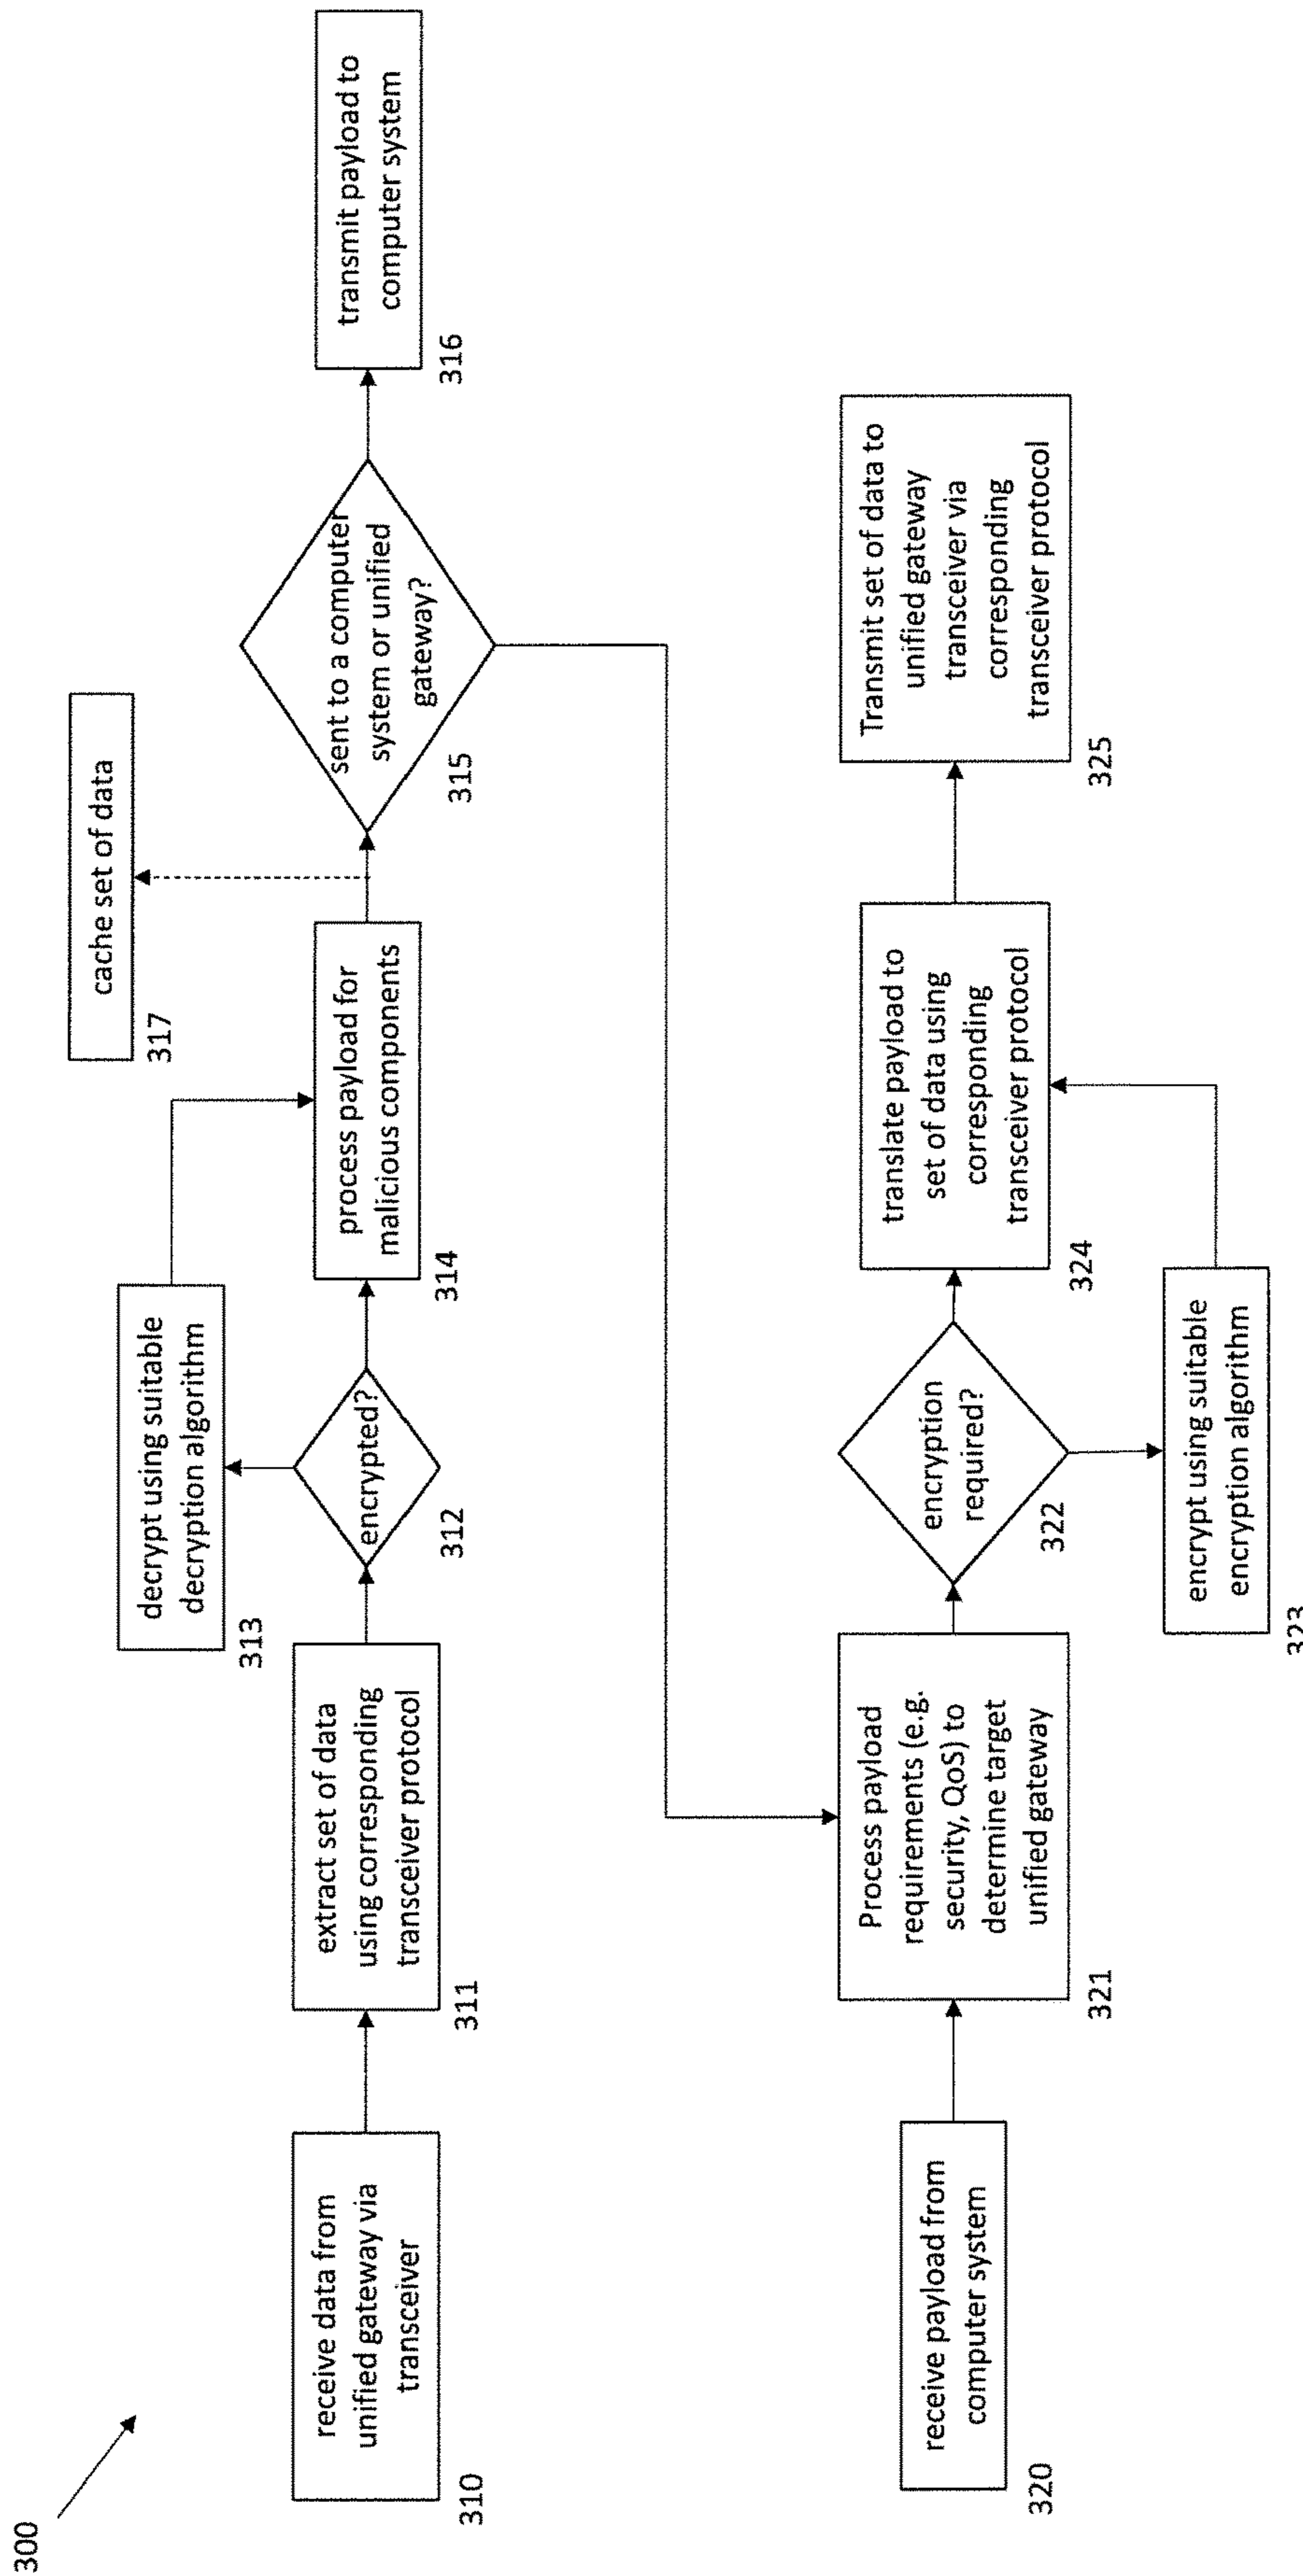 300
receive data from
unified gateway via
transceiver
310
extract set of data
using corresponding
transceiver protocol
311
encrypted?
312
decrypt using suitable
decryption algorithm
313
process payload for
malicious components
314
cache set of data
317
sent to a computer
system or unified
gateway?
315
transmit payload to
computer system
316
receive payload from
computer system
320
Process payload
requirements (e.g.
security, QoS) to
determine target
unified gateway
321
encryption
required?
322
encrypt using suitable
encryption algorithm
323
translate payload to
set of data using
corresponding
transceiver protocol
324
Transmit set of data to
unified gateway
transceiver via
corresponding
transceiver protocol
325